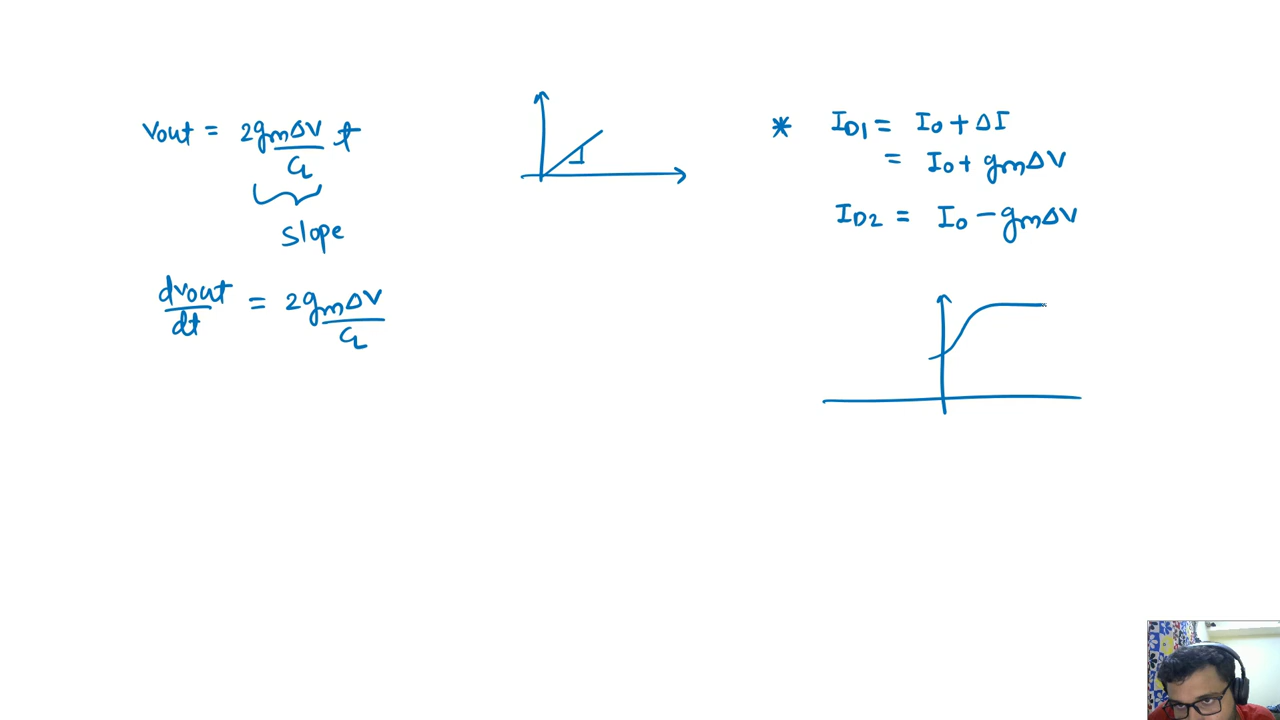 Vout = 2gmΔV/CL t
slope
dvout/dt = 2gmΔV/CL
* ID1 = I0 + ΔI
= I0 + gmΔV
ID2 = I0 - gmΔV